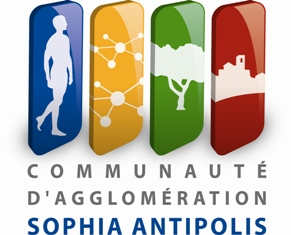 COMMUNAUTÉ
D'AGGLOMÉRATION
SOPHIA ANTIPOLIS